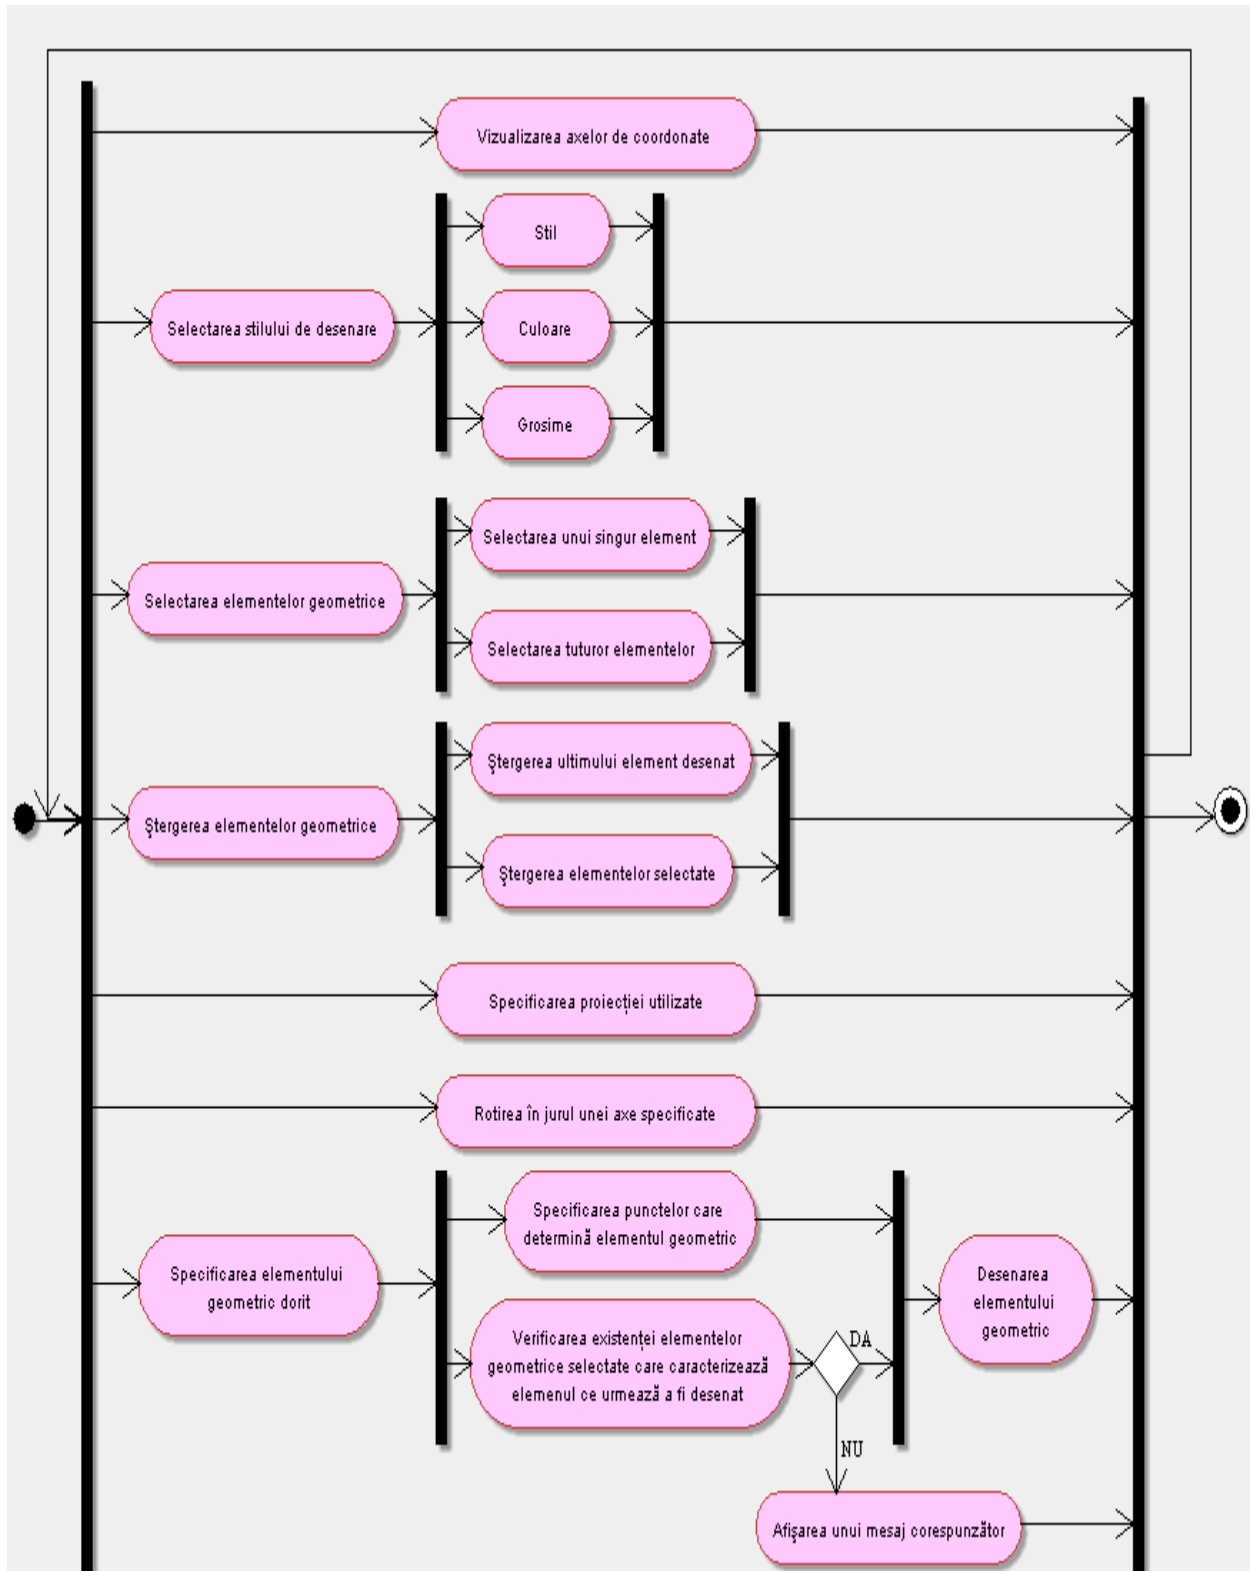 Vizualizarea axelor de coordonate
Stil
Selectarea stilului de desenare
Culoare
Grosime
Selectarea unui singur element
Selectarea elementelor geometrice
Selectarea tuturor elementelor
Ştergerea ultimului element desenat
Ştergerea elementelor geometrice
Ştergerea elementelor selectate
Specificarea proiecţiei utilizate
Rotirea în jurul unei axe specificate
Specificarea punctelor care
determină elementul geometric
Specificarea elementului
geometric dorit
Desenarea
elementului
geometric
Verificarea existenţei elementelor
geometrice selectate care caracterizează
elemenul ce urmează a fi desenat
DA
NU
Afişarea unui mesaj corespunzător